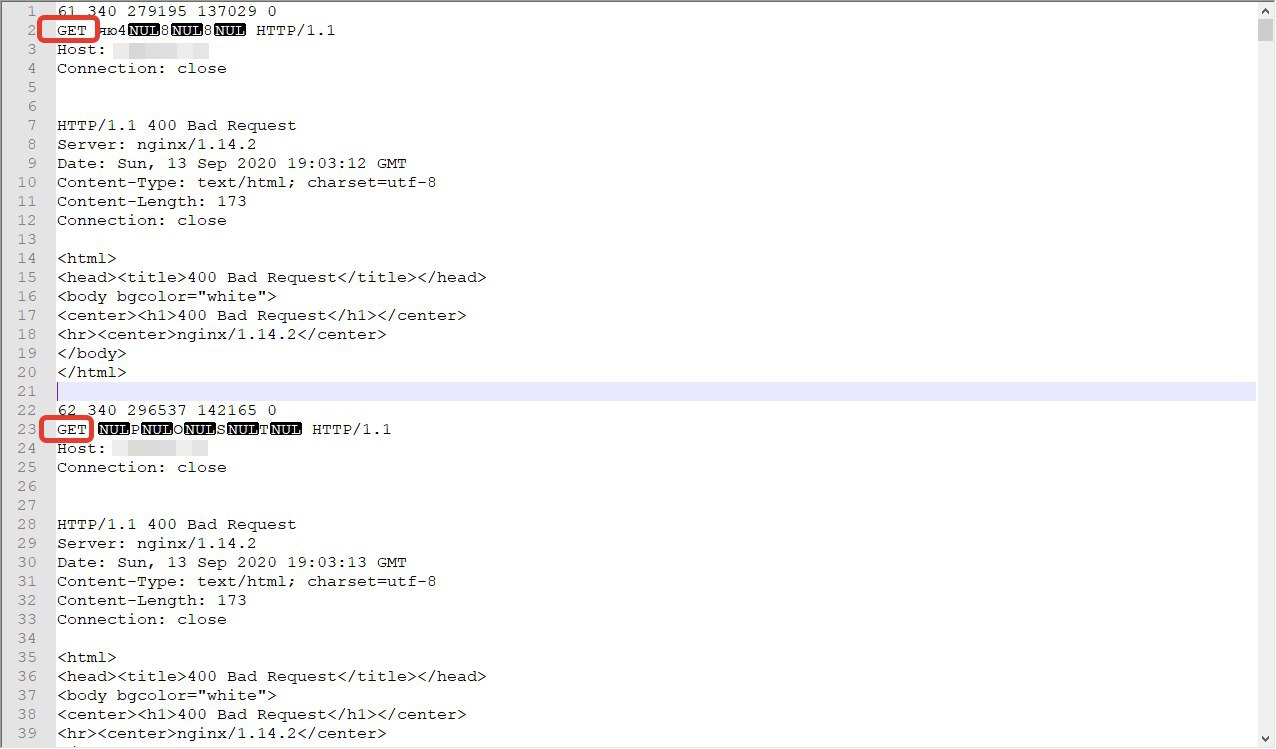 1 61 340 279195 137029 0
2 GET яю4NUL8NUL8NUL HTTP/1.1
3 Host:
4 Connection: close
5
6
7 HTTP/1.1 400 Bad Request
8 Server: nginx/1.14.2
9 Date: Sun, 13 Sep 2020 19:03:12 GMT
10 Content-Type: text/html; charset=utf-8
11 Content-Length: 173
12 Connection: close
13
14 <html>
15 <head><title>400 Bad Request</title></head>
16 <body bgcolor="white">
17 <center><h1>400 Bad Request</h1></center>
18 <hr><center>nginx/1.14.2</center>
19 </body>
20 </html>
21
22 62 340 296537 142165 0
23 GET NULPNULONULSNULTNUL HTTP/1.1
24 Host:
25 Connection: close
26
27
28 HTTP/1.1 400 Bad Request
29 Server: nginx/1.14.2
30 Date: Sun, 13 Sep 2020 19:03:13 GMT
31 Content-Type: text/html; charset=utf-8
32 Content-Length: 173
33 Connection: close
34
35 <html>
36 <head><title>400 Bad Request</title></head>
37 <body bgcolor="white">
38 <center><h1>400 Bad Request</h1></center>
39 <hr><center>nginx/1.14.2</center>